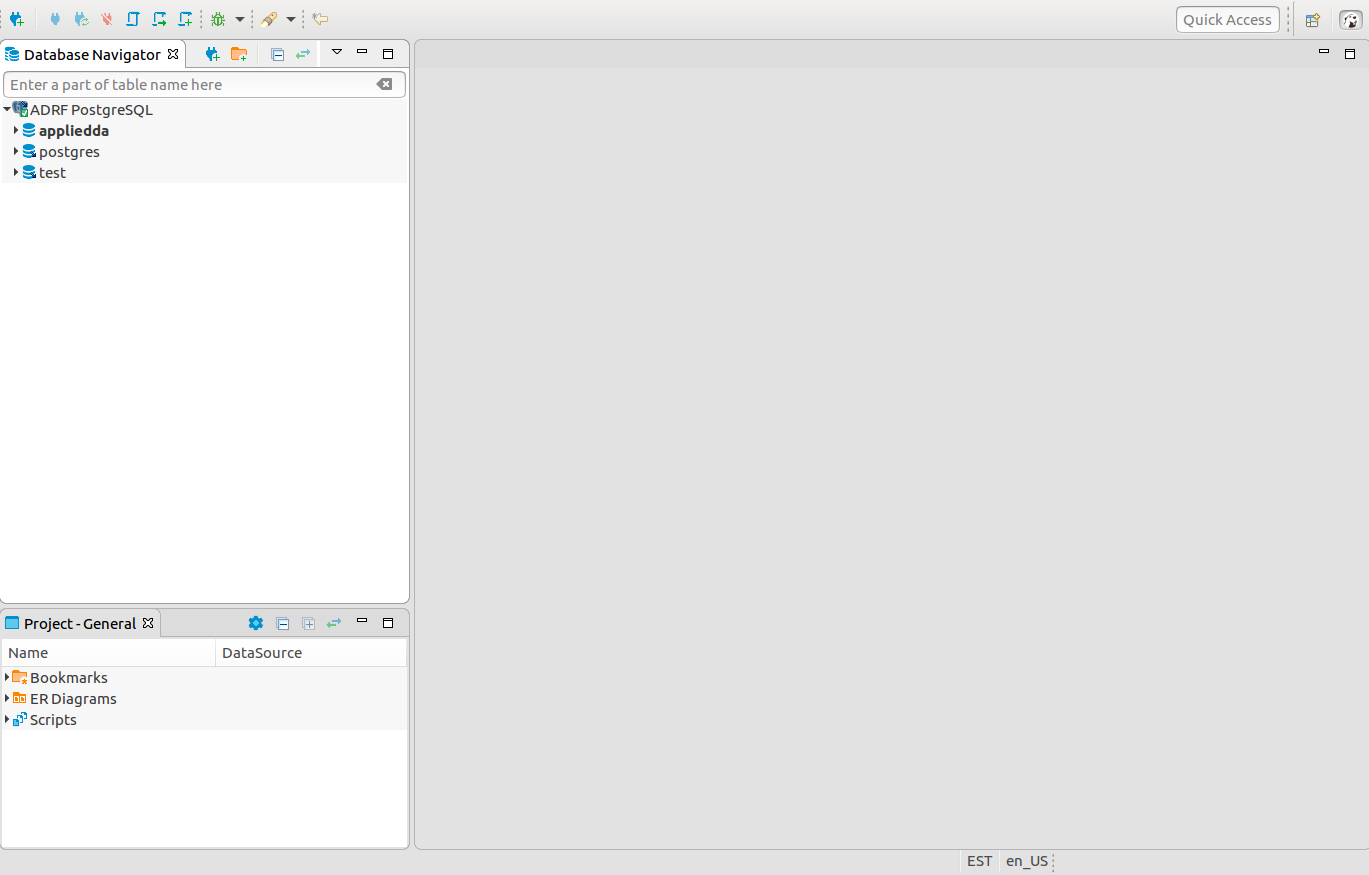 Quick Access
Database Navigator
Enter a part of table name here
ADRF PostgreSQL
appliedda
postgres
test
Project - General
Name DataSource
Bookmarks
ER Diagrams
Scripts
EST en_US